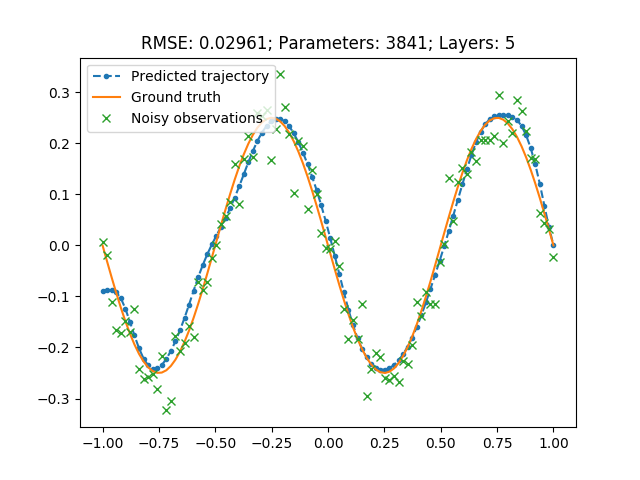 RMSE: 0.02961; Parameters: 3841; Layers: 5
Predicted trajectory
Ground truth
Noisy observations
0.3
0.2
0.1
0.0
−0.1
−0.2
−0.3
−1.00 −0.75 −0.50 −0.25 0.00 0.25 0.50 0.75 1.00